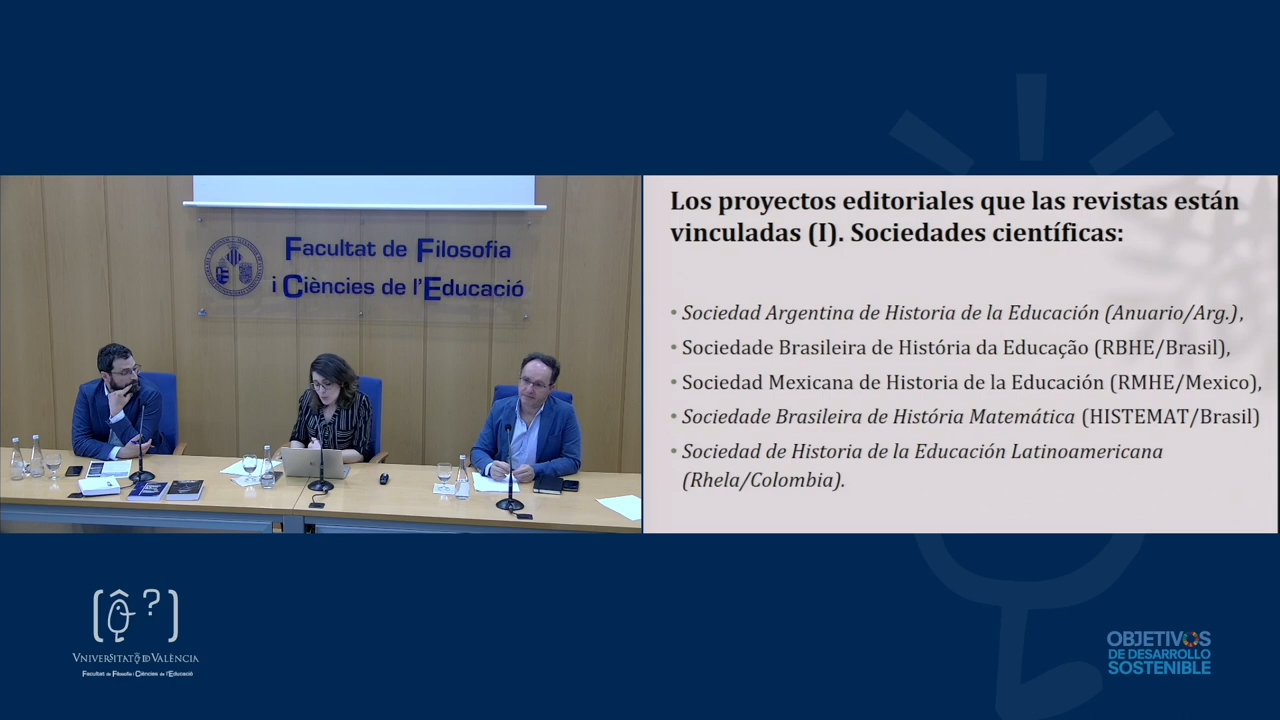 Facultat de Filosofia
i Ciències de l'Educació
Los proyectos editoriales que las revistas están
vinculadas (I). Sociedades científicas:
• Sociedad Argentina de Historia de la Educación (Anuario/Arg.),
• Sociedade Brasileira de História da Educação (RBHE/Brasil),
• Sociedad Mexicana de Historia de la Educación (RMHE/Mexico),
• Sociedade Brasileira de História Matemática (HISTEMAT/Brasil)
• Sociedad de Historia de la Educación Latinoamericana
(Rhela/Colombia).
[ô?]
VNIVERSITAT ID VALÈNCIA
Facultat de Filosofia i Ciències de l'Educació
OBJETIVOS
DE DESARROLLO
SOSTENIBLE